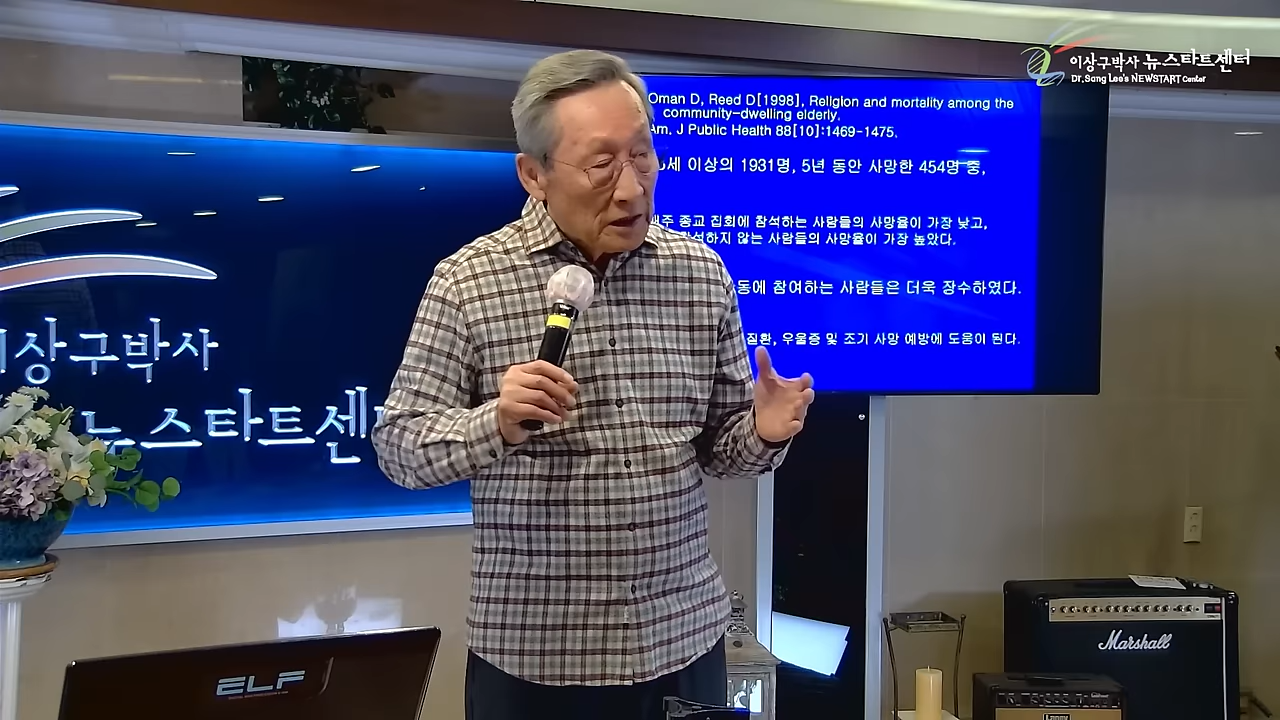 이상구박사 뉴스타트센터
Dr. Sang Lee's NEWSTART Center
Oman D, Reed D[1998], Religion and mortality among the
community-dwelling elderly.
Am. J Public Health 88[10]:1469-1475.
이상의 1931명, 5년 동안 사망한 454명 중,
매주 종교 집회에 참석하는 사람들의 사망율이 가장 낮고,
않는 사람들의 사망율이 가장 높았다.
참여하는 사람들은 더욱 장수하였다.
질환, 우울증 및 조기 사망 예방에 도움이 된다.
이상구박사
뉴스타트센
ELF
Marshall
Laney